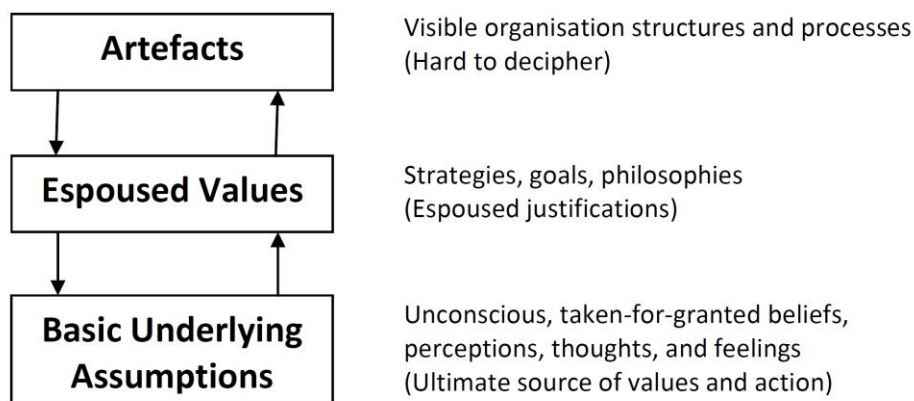 Artefacts
Visible organisation structures and processes
(Hard to decipher)
Espoused Values
Strategies, goals, philosophies
(Espoused justifications)
Basic Underlying
Assumptions
Unconscious, taken-for-granted beliefs,
perceptions, thoughts, and feelings
(Ultimate source of values and action)